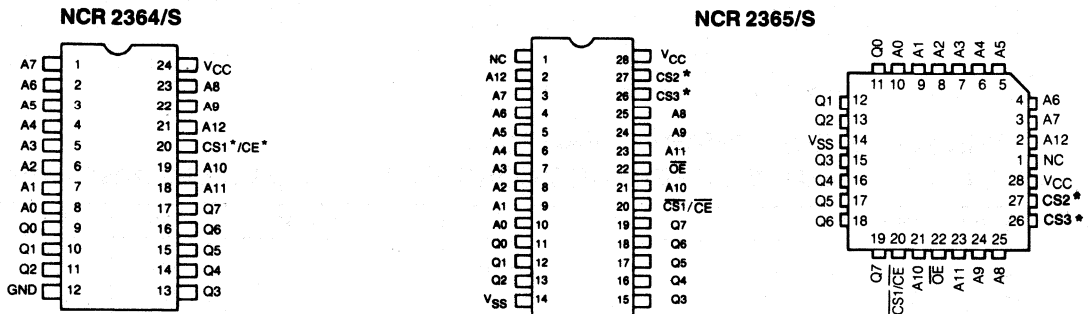 NCR 2364/S
A7 1 24 VCC
A6 2 23 A8
A5 3 22 A9
A4 4 21 A12
A3 5 20 CS1*/CE*
A2 6 19 A10
A1 7 18 A11
A0 8 17 Q7
Q0 9 16 Q6
Q1 10 15 Q5
Q2 11 14 Q4
GND 12 13 Q3
NCR 2365/S
NC 1 28 VCC
A12 2 27 CS2*
A7 3 26 CS3*
A6 4 25 A8
A5 5 24 A9
A4 6 23 A11
A3 7 22 O̅E̅
A2 8 21 A10
A1 9 20 C̅S̅1̅/C̅E̅
A0 10 19 Q7
Q0 11 18 Q6
Q1 12 17 Q5
Q2 13 16 Q4
VSS 14 15 Q3
Q0 A0 A1 A2 A3 A4 A5
11 10 9 8 7 6 5
Q1 12 4 A6
Q2 13 3 A7
VSS 14 2 A12
Q3 15 1 NC
Q4 16 28 VCC
Q5 17 27 CS2*
Q6 18 26 CS3*
19 20 21 22 23 24 25
Q7 C̅S̅1̅/C̅E̅ A10 O̅E̅ A11 A9 A8